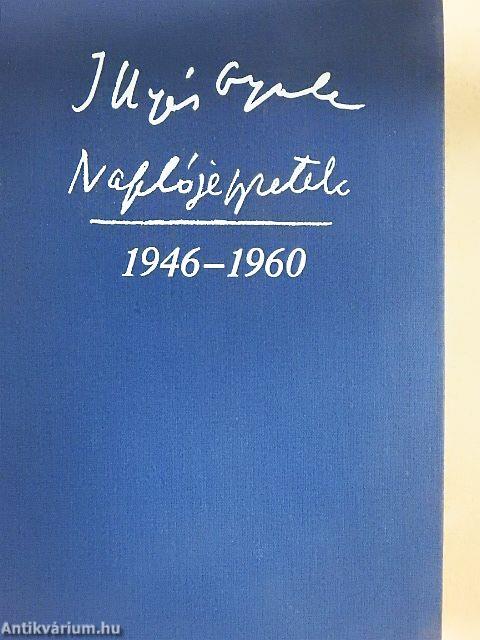 Illyés Gyula
Naplójegyzetek
1946–1960
Antikvárium.hu